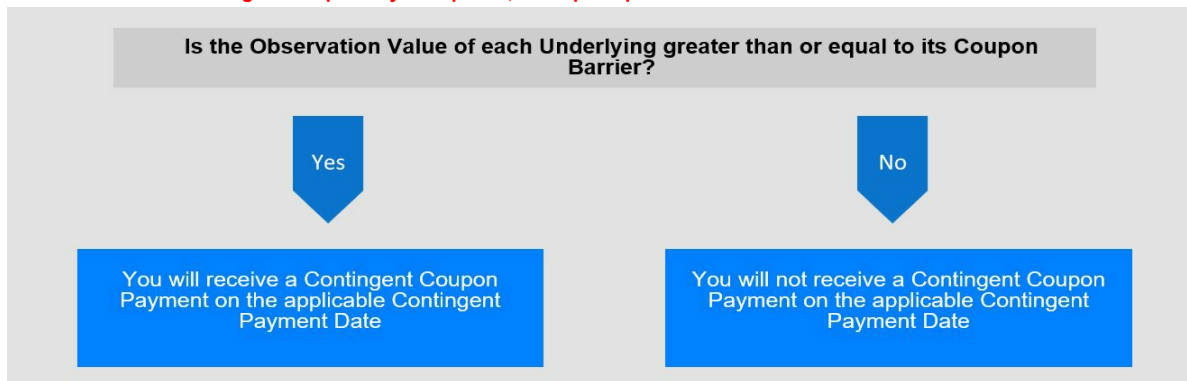 Is the Observation Value of each Underlying greater than or equal to its Coupon
Barrier?
Yes
No
You will receive a Contingent Coupon
Payment on the applicable Contingent
Payment Date
You will not receive a Contingent Coupon
Payment on the applicable Contingent
Payment Date